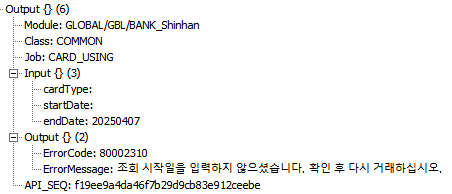 Output {} (6)
Module: GLOBAL/GBL/BANK_Shinhan
Class: COMMON
Job: CARD_USING
Input {} (3)
cardType:
startDate:
endDate: 20250407
Output {} (2)
ErrorCode: 80002310
ErrorMessage: 조회 시작일을 입력하지 않으셨습니다. 확인 후 다시 거래하십시오.
API_SEQ: f19ee9a4da46f7b29d9cb83e912ceebe